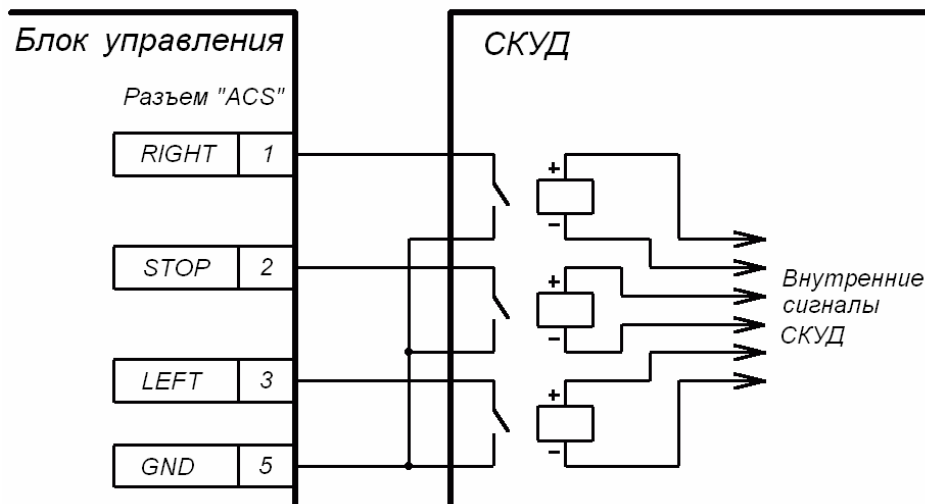 Блок управления
СКУД
Разъем "ACS"
RIGHT 1
STOP 2
LEFT 3
GND 5
+
–
+
–
+
–
Внутренние
сигналы
СКУД